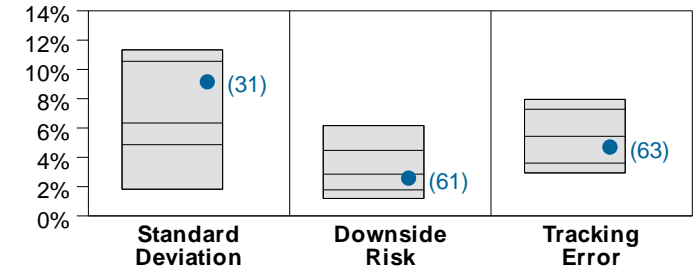 14%
12%
10%
8%
6%
4%
2%
0%
(31)
(61)
(63)
Standard
Deviation
Downside
Risk
Tracking
Error